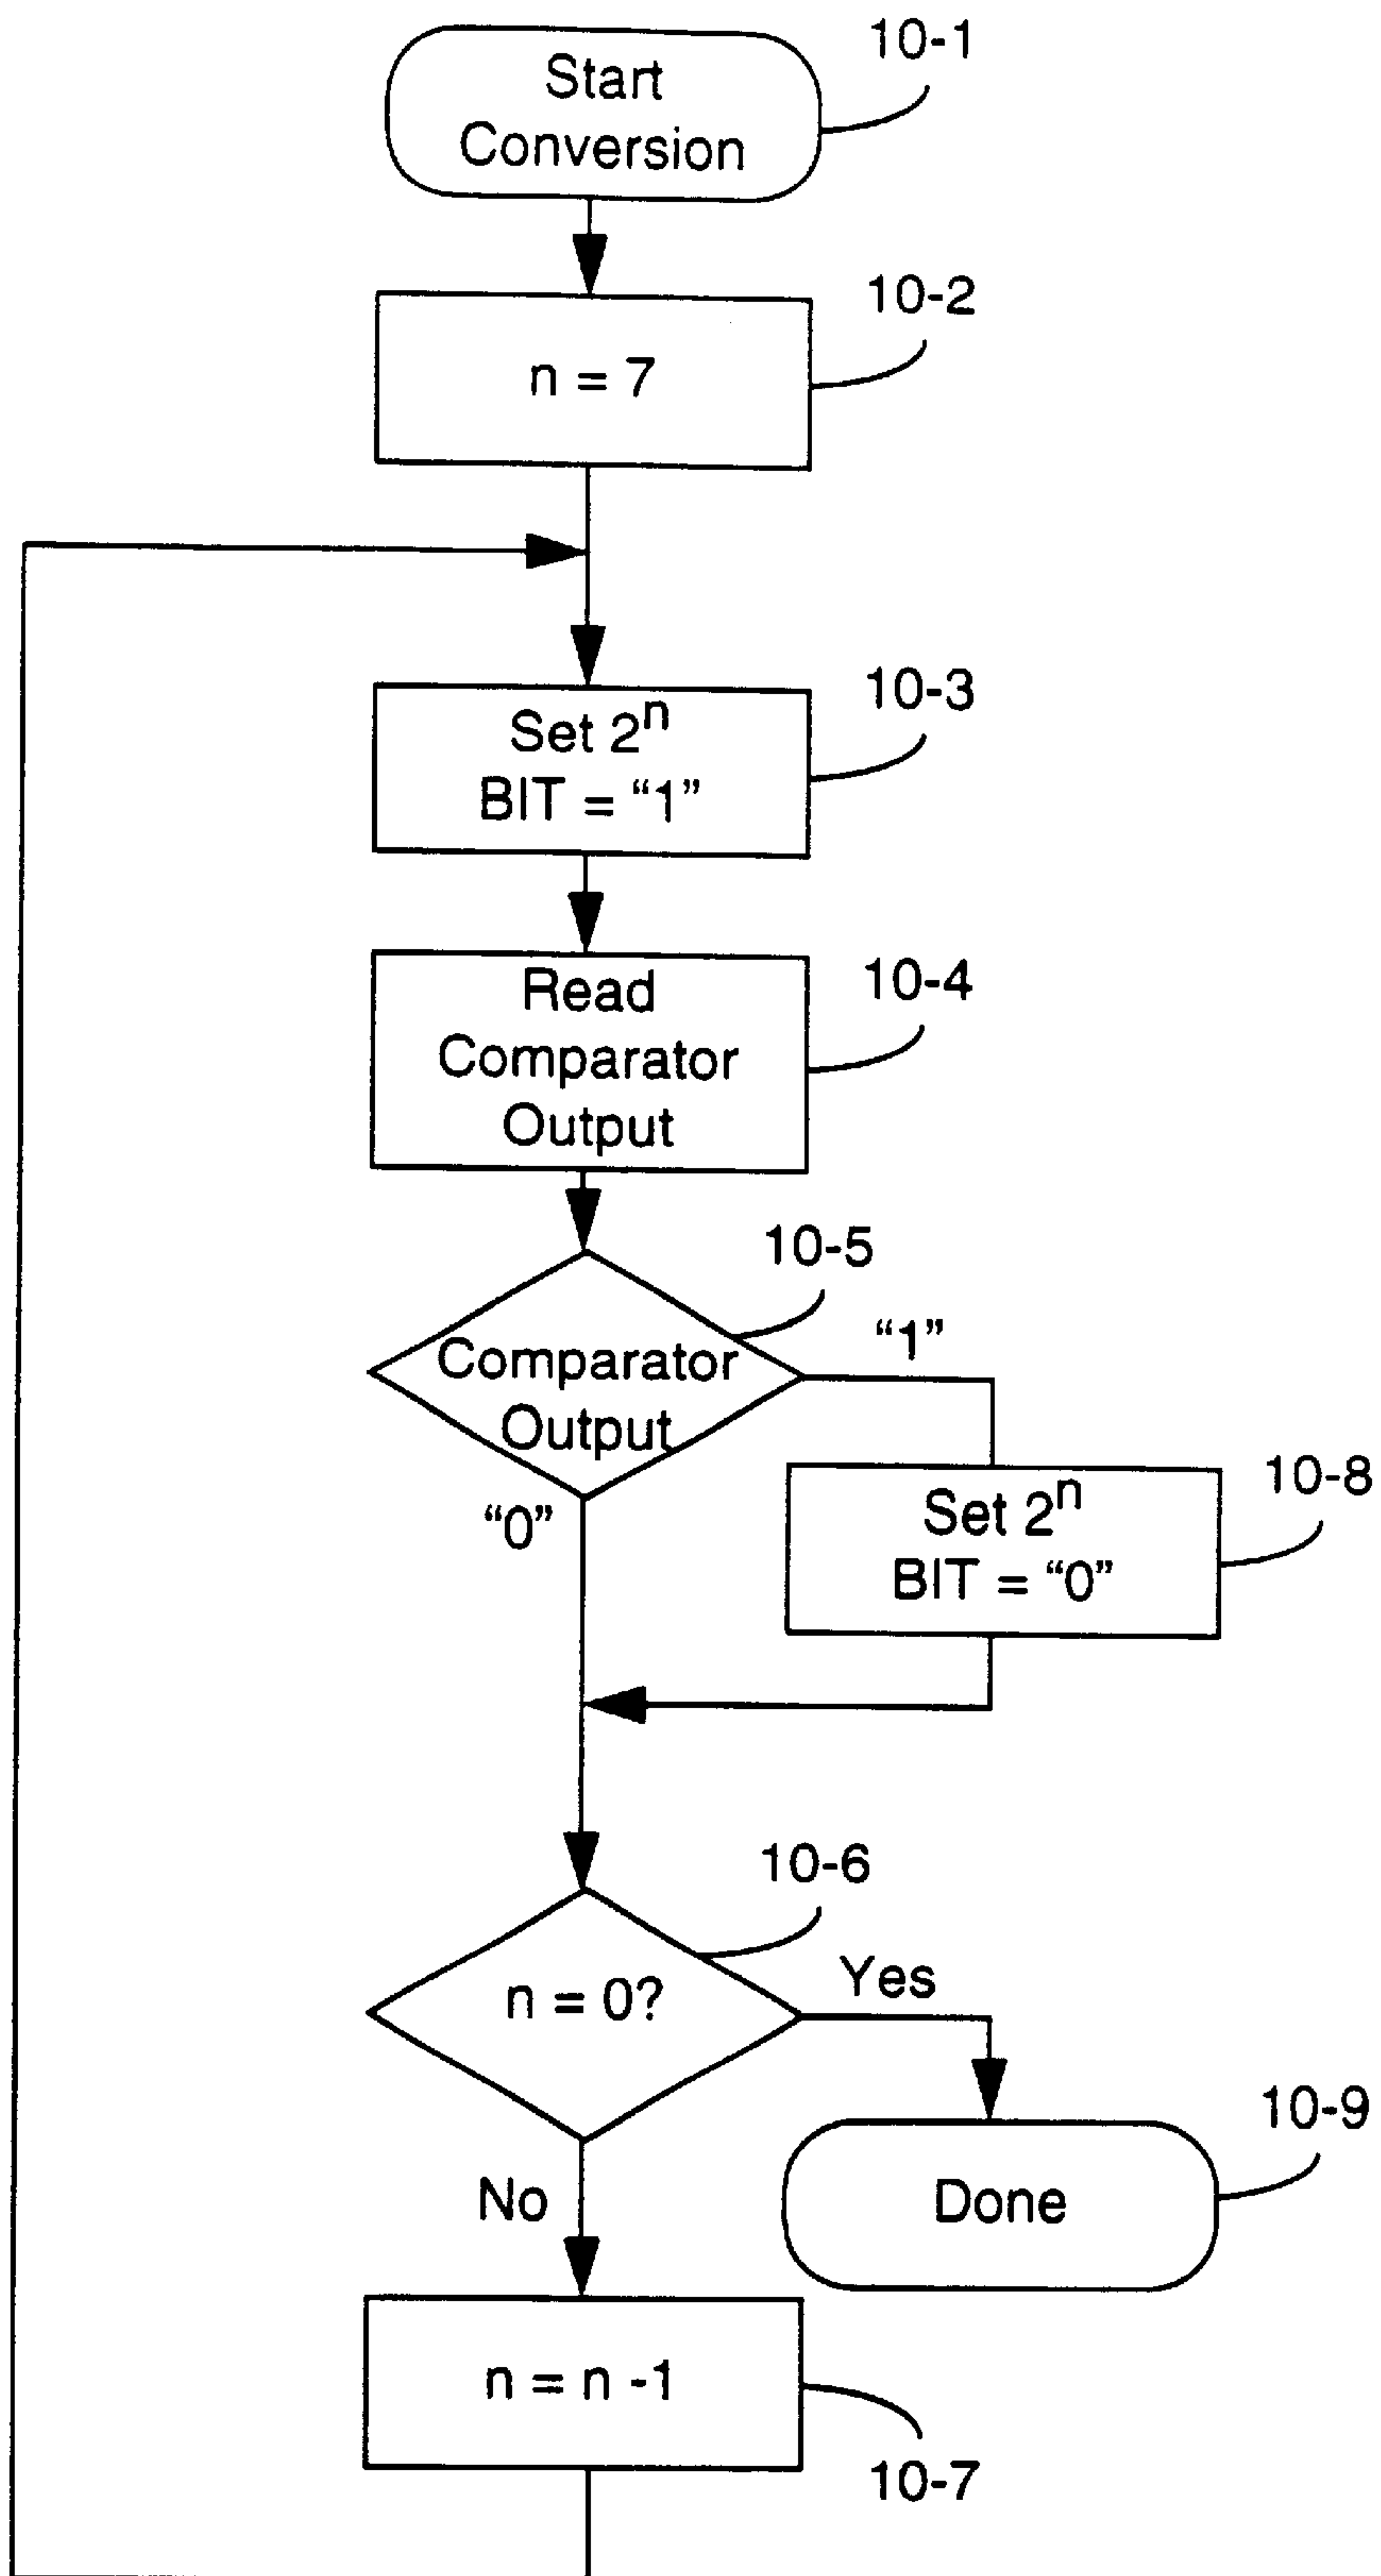 10-1
Start
Conversion
10-2
n = 7
10-3
Set 2ⁿ
BIT = “1”
10-4
Read
Comparator
Output
10-5
“1”
Comparator
Output
“0”
10-8
Set 2ⁿ
BIT = “0”
10-6
n = 0?
Yes
10-9
Done
No
n = n -1
10-7